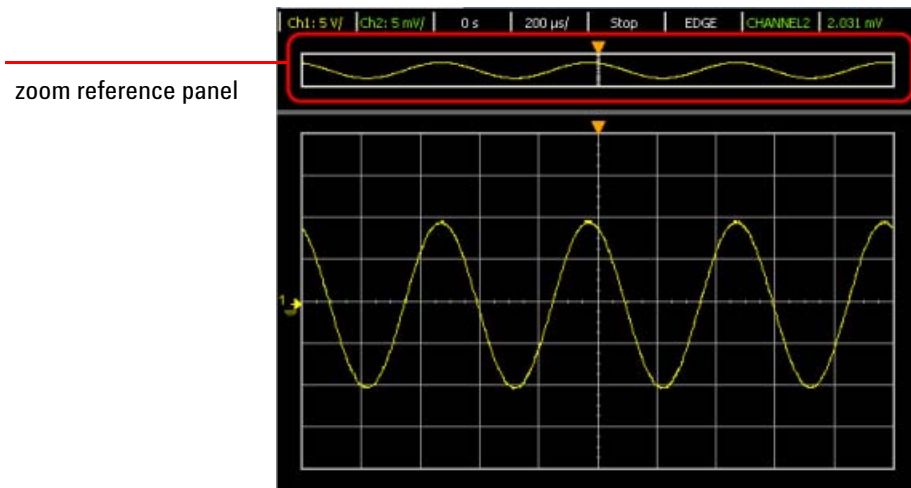 Ch1: 5 V/ Ch2: 5 mV/ 0 s 200 µs/ Stop EDGE CHANNEL2 2.031 mV
zoom reference panel
1